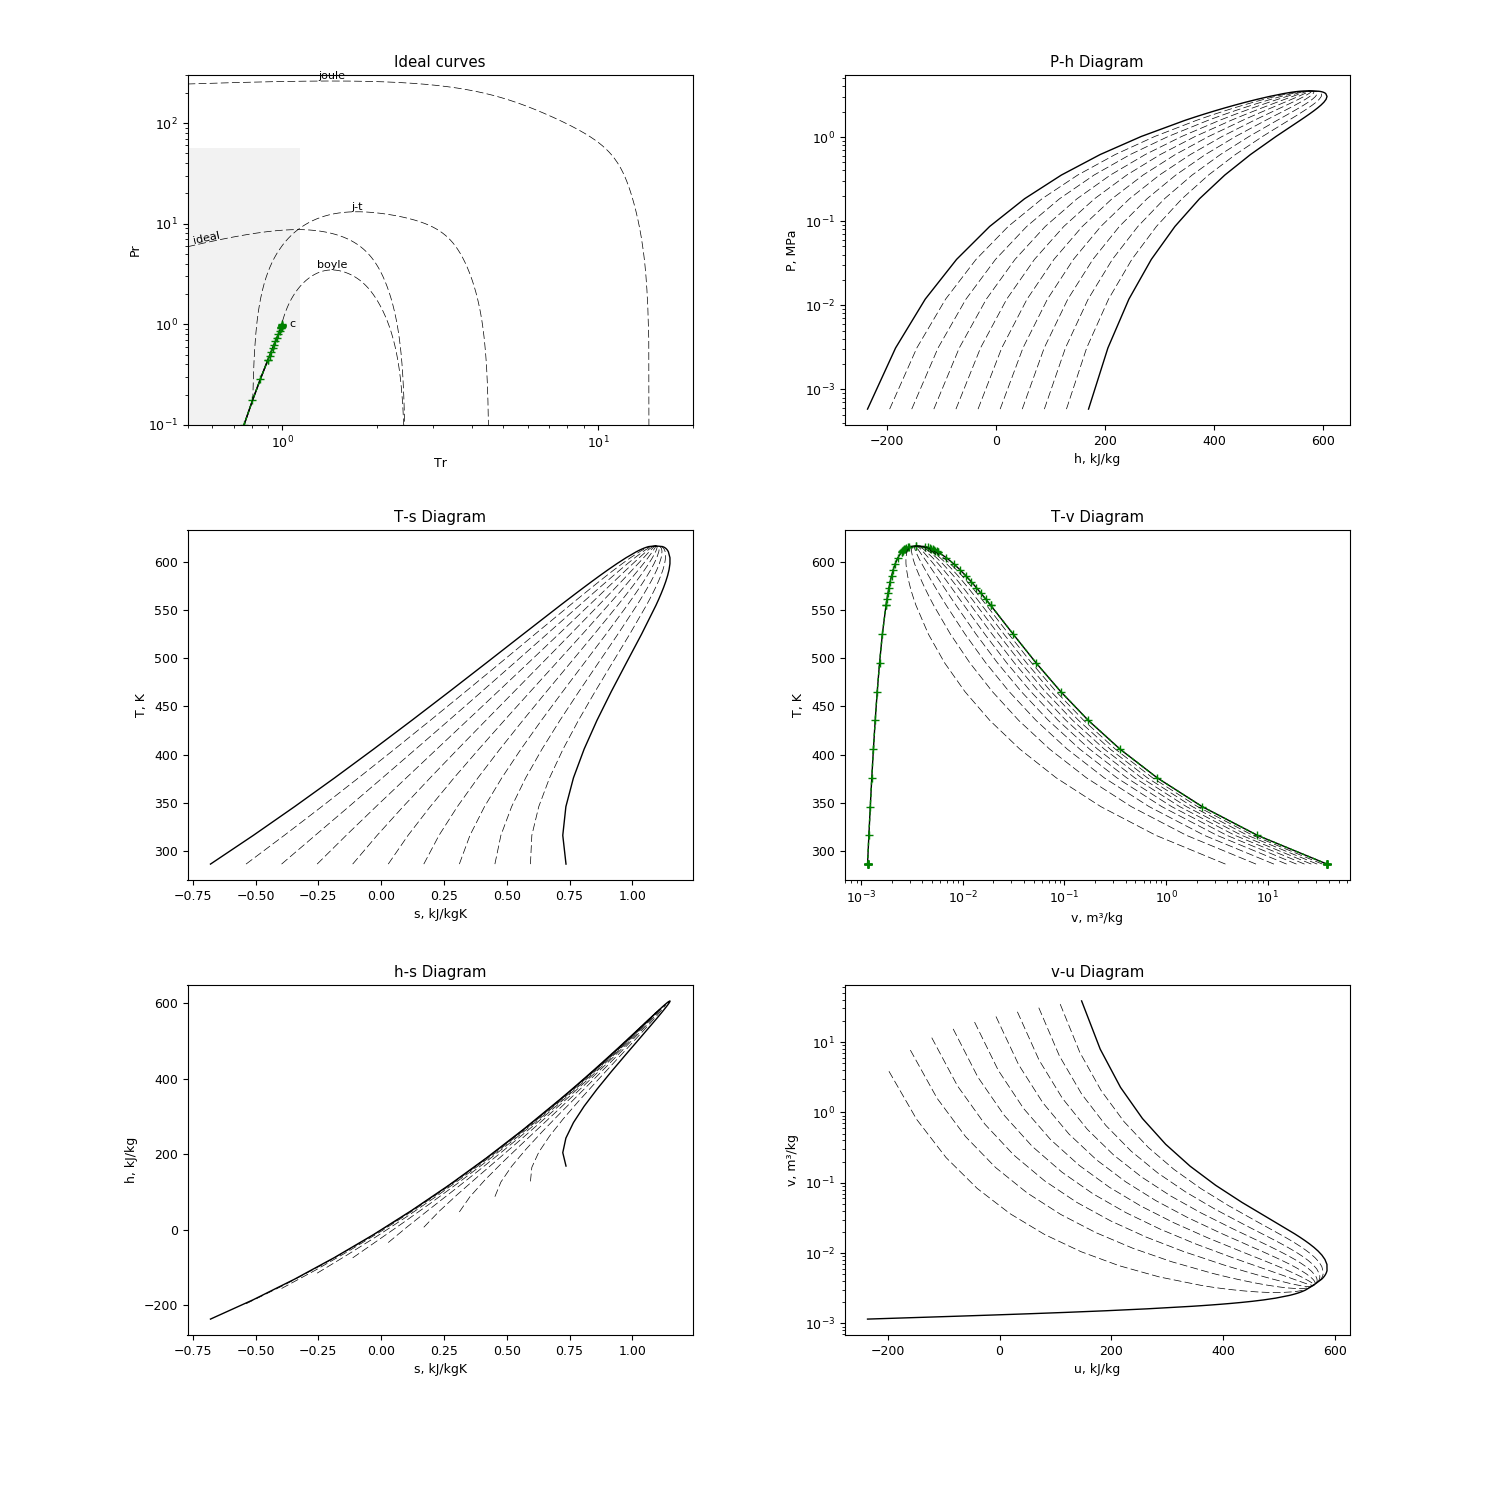 Ideal curves
joule
10²
10¹
j-t
ideal
boyle
c
10⁰
10⁻¹
Pr
10⁰
10¹
Tr
P-h Diagram
10⁰
10⁻¹
10⁻²
10⁻³
P, MPa
−200
0
200
400
600
h, kJ/kg
T-s Diagram
600
550
500
450
400
350
300
T, K
−0.75
−0.50
−0.25
0.00
0.25
0.50
0.75
1.00
s, kJ/kgK
T-v Diagram
600
550
500
450
400
350
300
T, K
10⁻³
10⁻²
10⁻¹
10⁰
10¹
v, m³/kg
h-s Diagram
600
400
200
0
−200
h, kJ/kg
−0.75
−0.50
−0.25
0.00
0.25
0.50
0.75
1.00
s, kJ/kgK
v-u Diagram
10¹
10⁰
10⁻¹
10⁻²
10⁻³
v, m³/kg
−200
0
200
400
600
u, kJ/kg